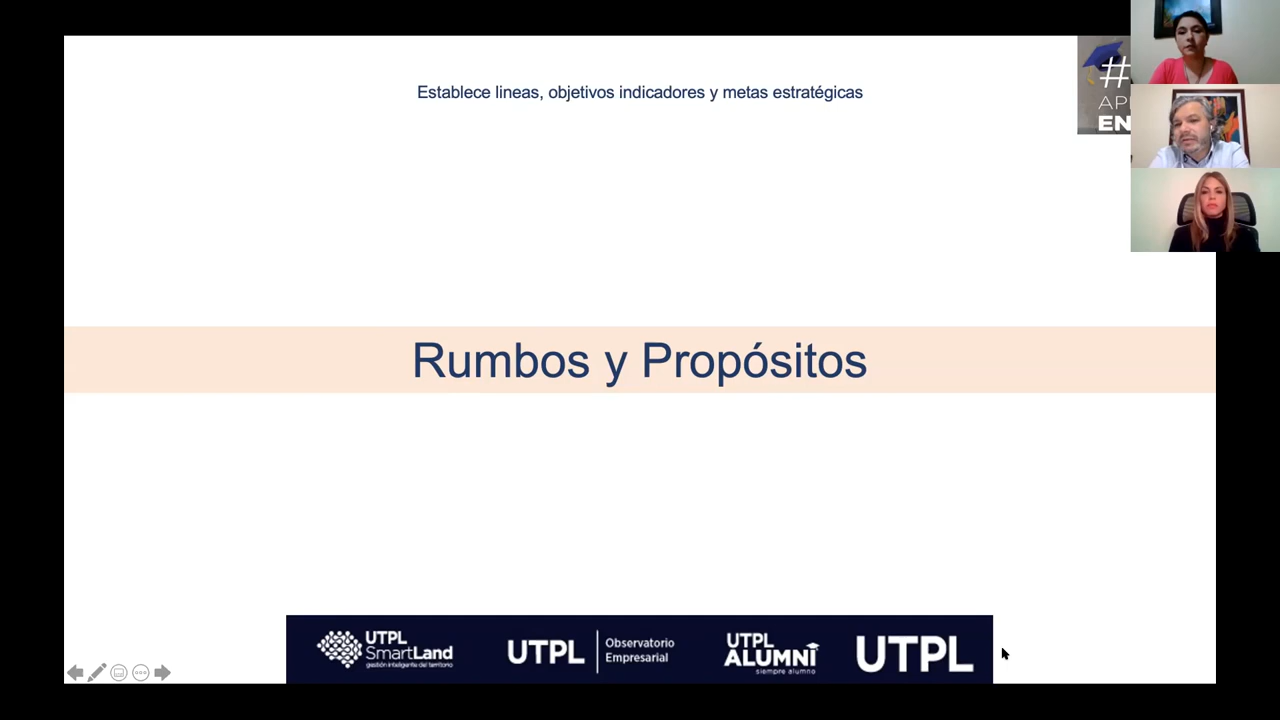 Establece lineas, objetivos indicadores y metas estratégicas
#
EN
Rumbos y Propósitos
UTPL
SmartLand
gestión inteligente del territorio
UTPL
Observatorio
Empresarial
UTPL
ALUMNI
siempre alumno
UTPL